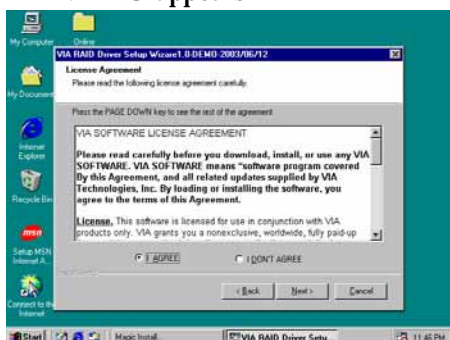 My Computer
Online
VIA RAID Driver Setup Wizare1.0-DEMO-2003/06/12
License Agreement
Please read the following license agreement carefully.
My Document
Press the PAGE DOWN key to see the rest of the agreement
VIA SOFTWARE LICENSE AGREEMENT
Please read carefully before you download, install, or use any VIA
SOFTWARE. VIA SOFTWARE means "software program covered
By this Agreement, and all related updates supplied by VIA
Technologies, Inc. By loading or installing the software, you
agree to the terms of this Agreement.
License. This software is licensed for use in conjunction with VIA
products only. VIA grants you a nonexclusive, worldwide, fully paid-up
Internet
Explorer
Recycle Bin
msn
Setup MSN
Internet A...
I AGREE
I DON'T AGREE
Connect to the
Internet
< Back
Next >
Cancel
Start
Magic Install
VIA RAID Driver Setu...
11:46 PM